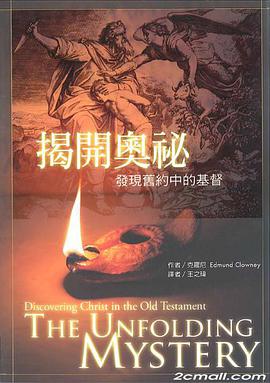 揭開奧祕
發現舊約中的基督
作者/克羅尼 Edmund Clowney
譯者/王之瑋
Discovering Christ in the Old Testament
THE UNFOLDING
MYSTERY
2cmall.com